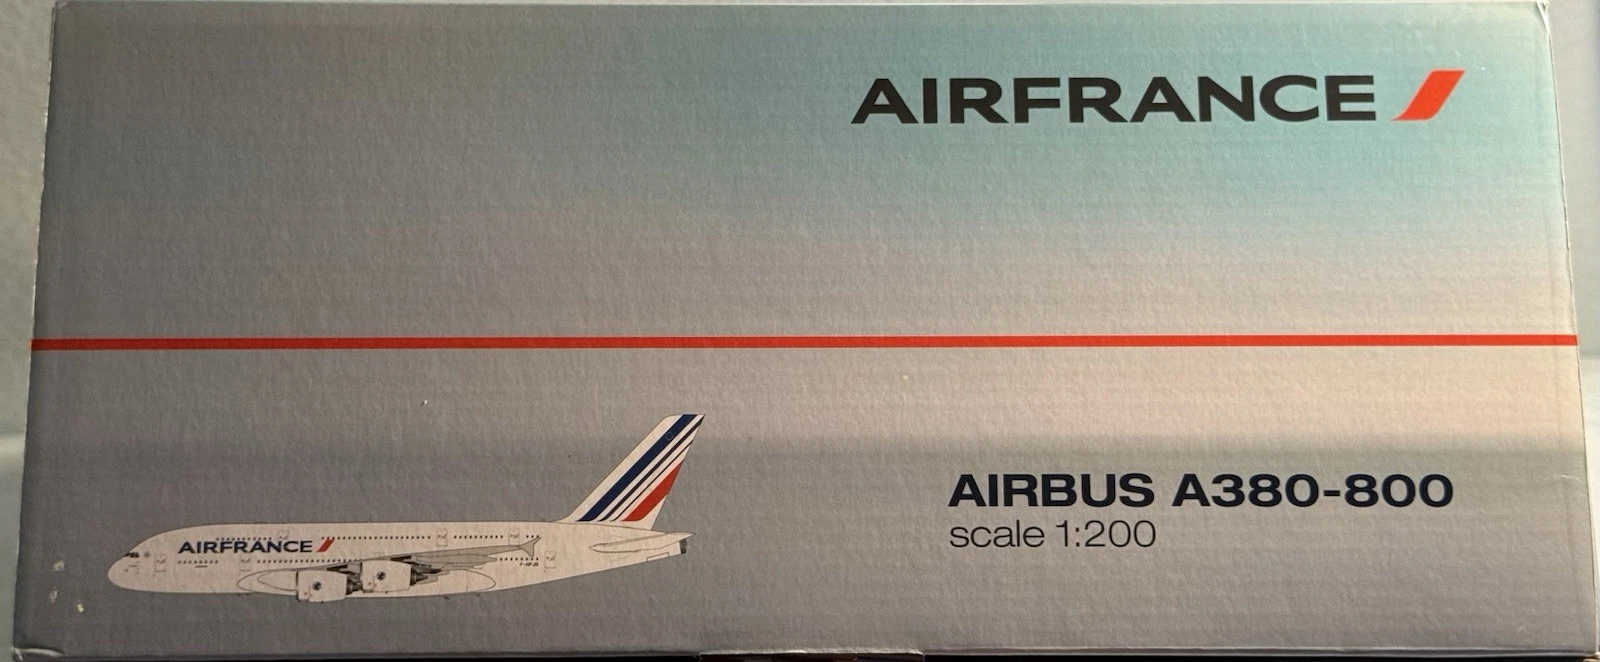 AIRFRANCE
AIRBUS A380-800
scale 1:200
AIRFRANCE